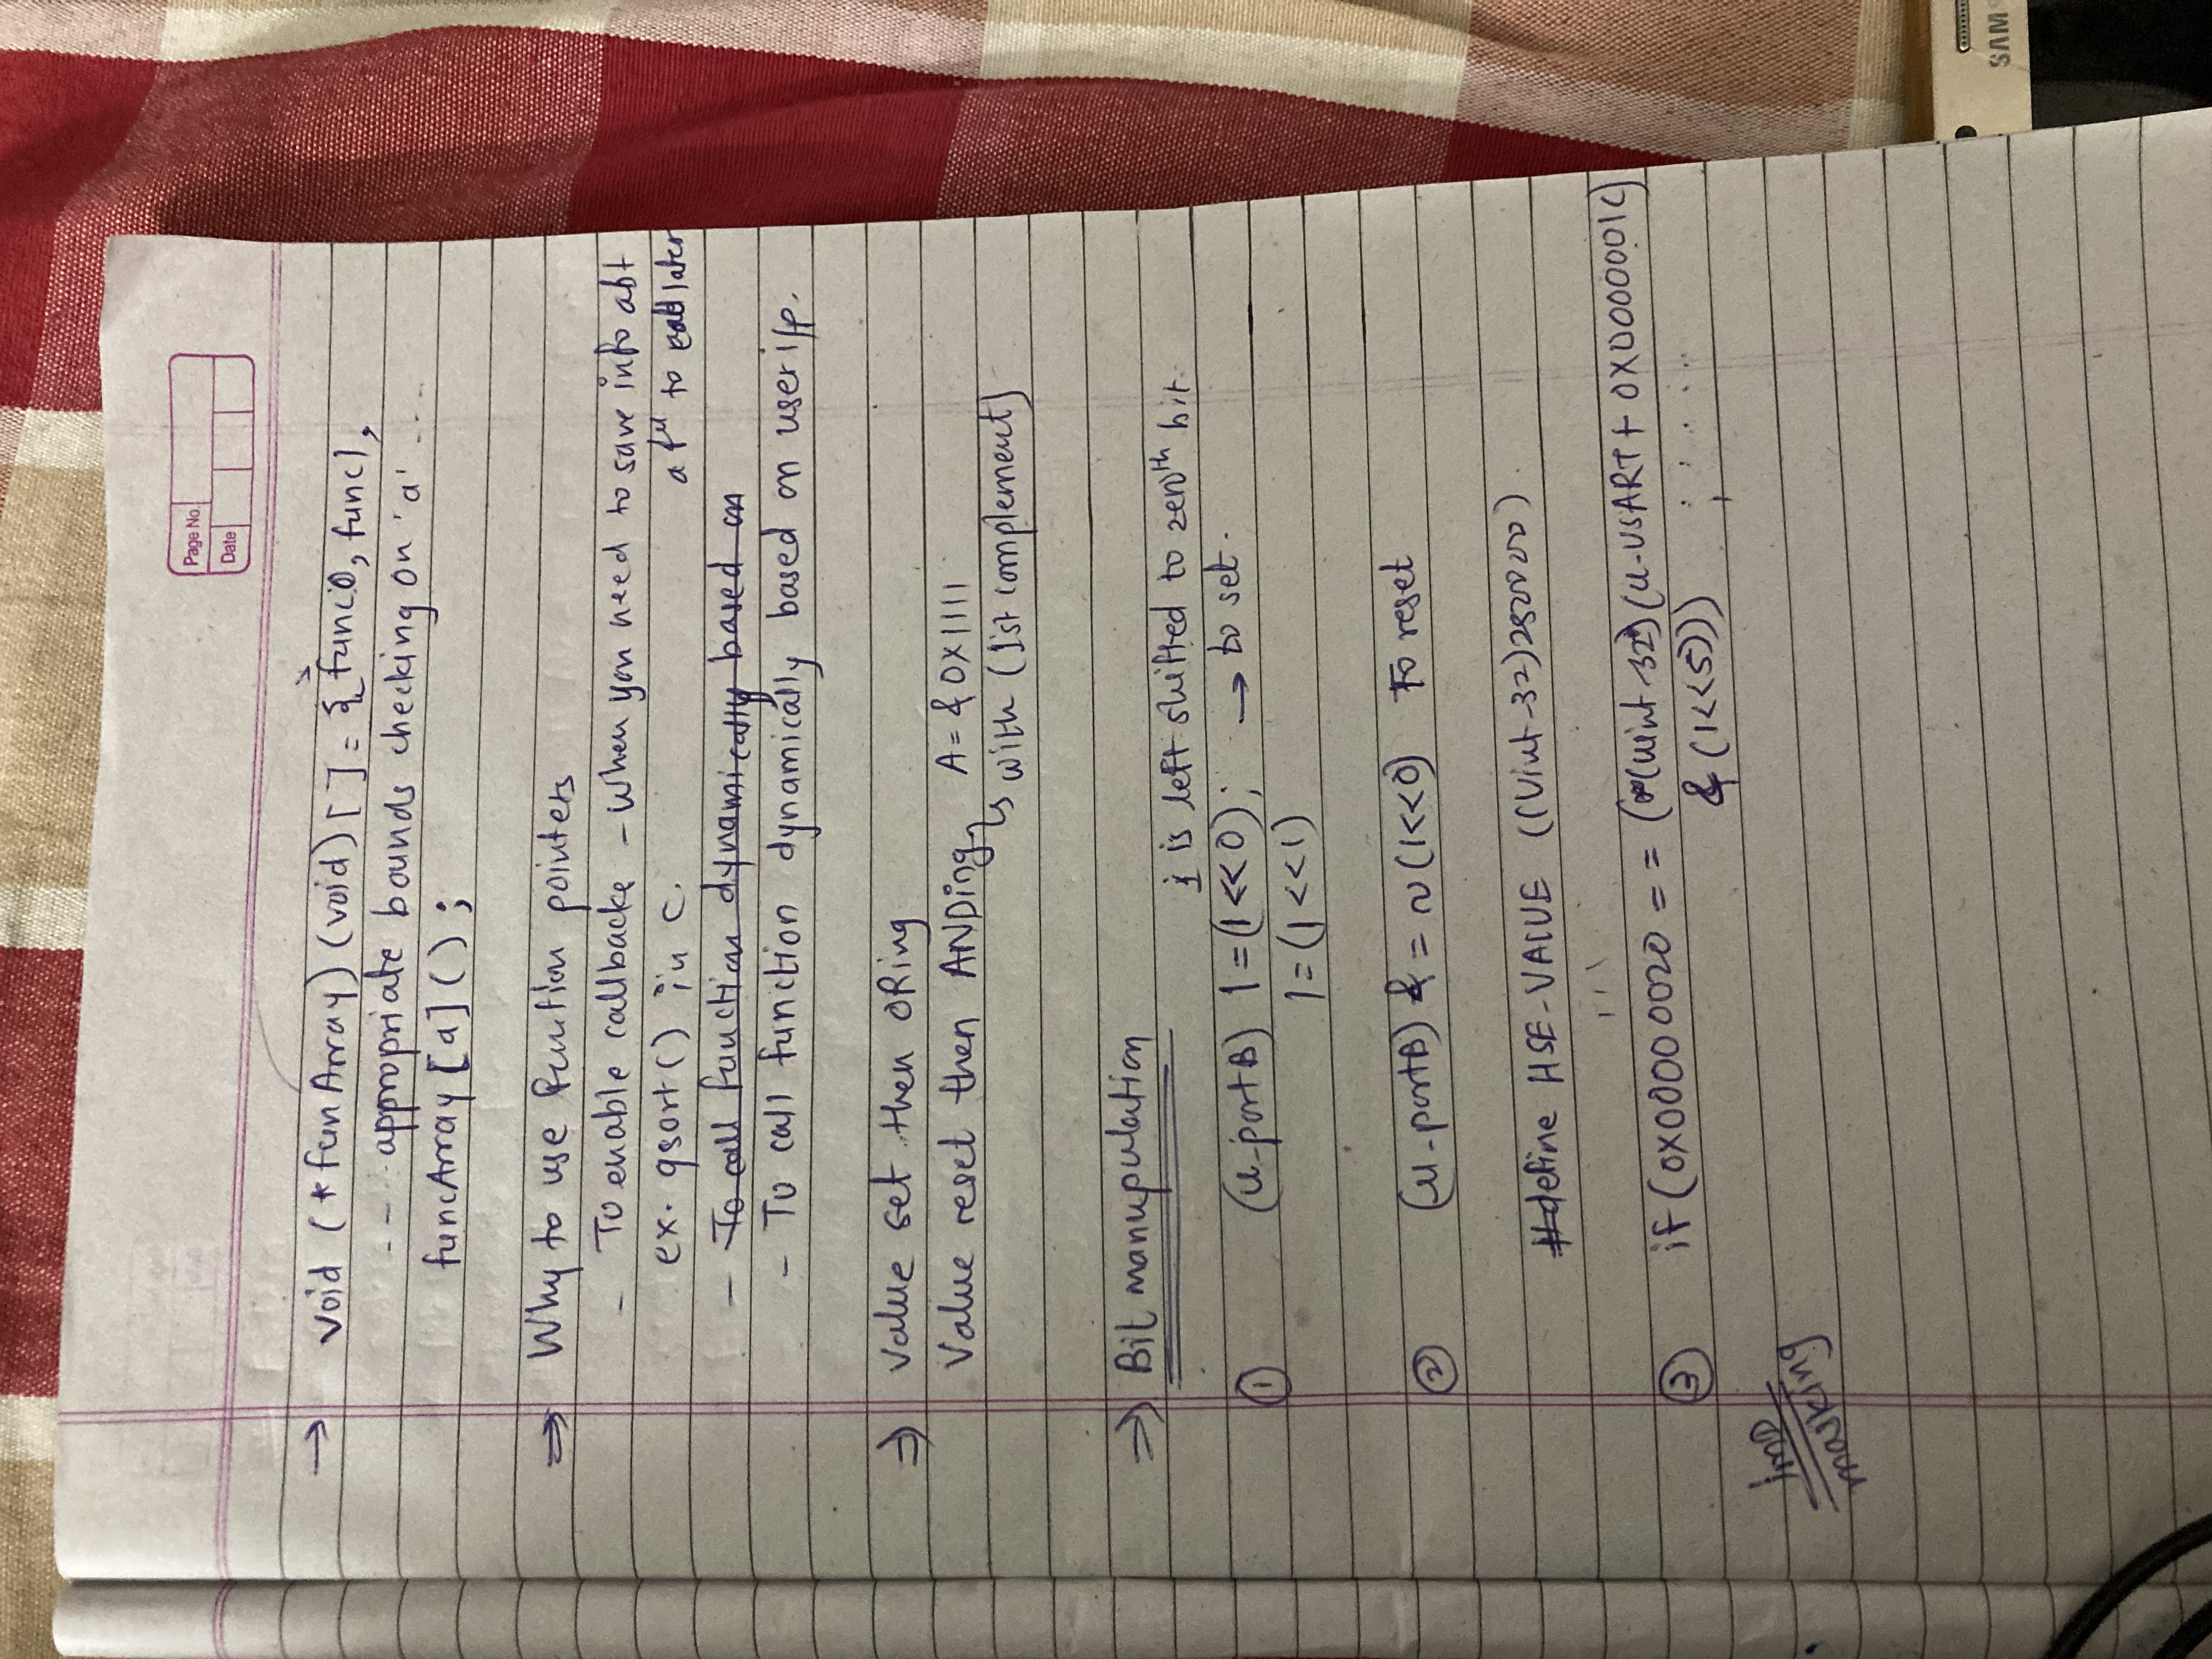 Page No.
Date
→ void (*funArray)(void)[] = { func0, func1,
-- -- appropriate bounds checking on 'a' ----
funcArray[a]();
⇒ Why to use function pointers
- To enable callbacke - When you need to save info abt
ex. qsort() in c. a fⁿ to call later
- To call function dynamically based on
- To call function dynamically based on user i/p.
⇒ Value set then ORing
Value reset then ANDing A=&0X1111
↳ with (1st complement)
⇒ Bit manupulation
1 is left shifted to zeroth bit.
① (u-portB) |=(1<<0); → to set.
|=(1<<1)
② (u-portB) &= ~(1<<0) To reset
#define HSE-VALUE ((Uint-32)
③ if(0X00000020 == (*(uint-32*)(u-USART+0X0000001C)
&(1<<5)))
imp
masking
SAMS